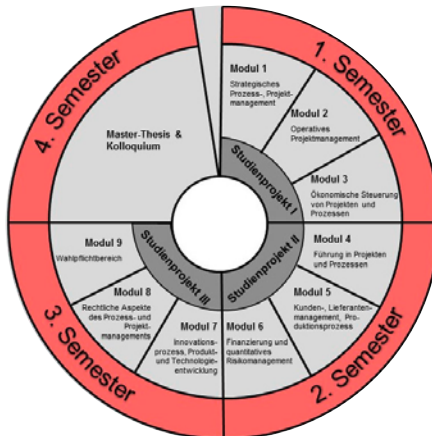 1. Semester
Modul 1
Strategisches
Prozess-, Projekt-
management
Modul 2
Operatives
Projektmanagement
Modul 3
Ökonomische Steuerung
von Projekten und
Prozessen
Studienprojekt I
2. Semester
Modul 4
Führung in Projekten
und Prozessen
Modul 5
Kunden-, Lieferanten-
management, Pro-
duktionsprozess
Modul 6
Finanzierung und
quantitatives
Risikomanagement
Studienprojekt II
3. Semester
Modul 7
Innovations-
prozess, Produkt-
und Technologie-
entwicklung
Modul 8
Rechtliche Aspekte
des Prozess- und
Projekt-
managements
Modul 9
Wahlpflichtbereich
Studienprojekt III
4. Semester
Master-Thesis &
Kolloquium